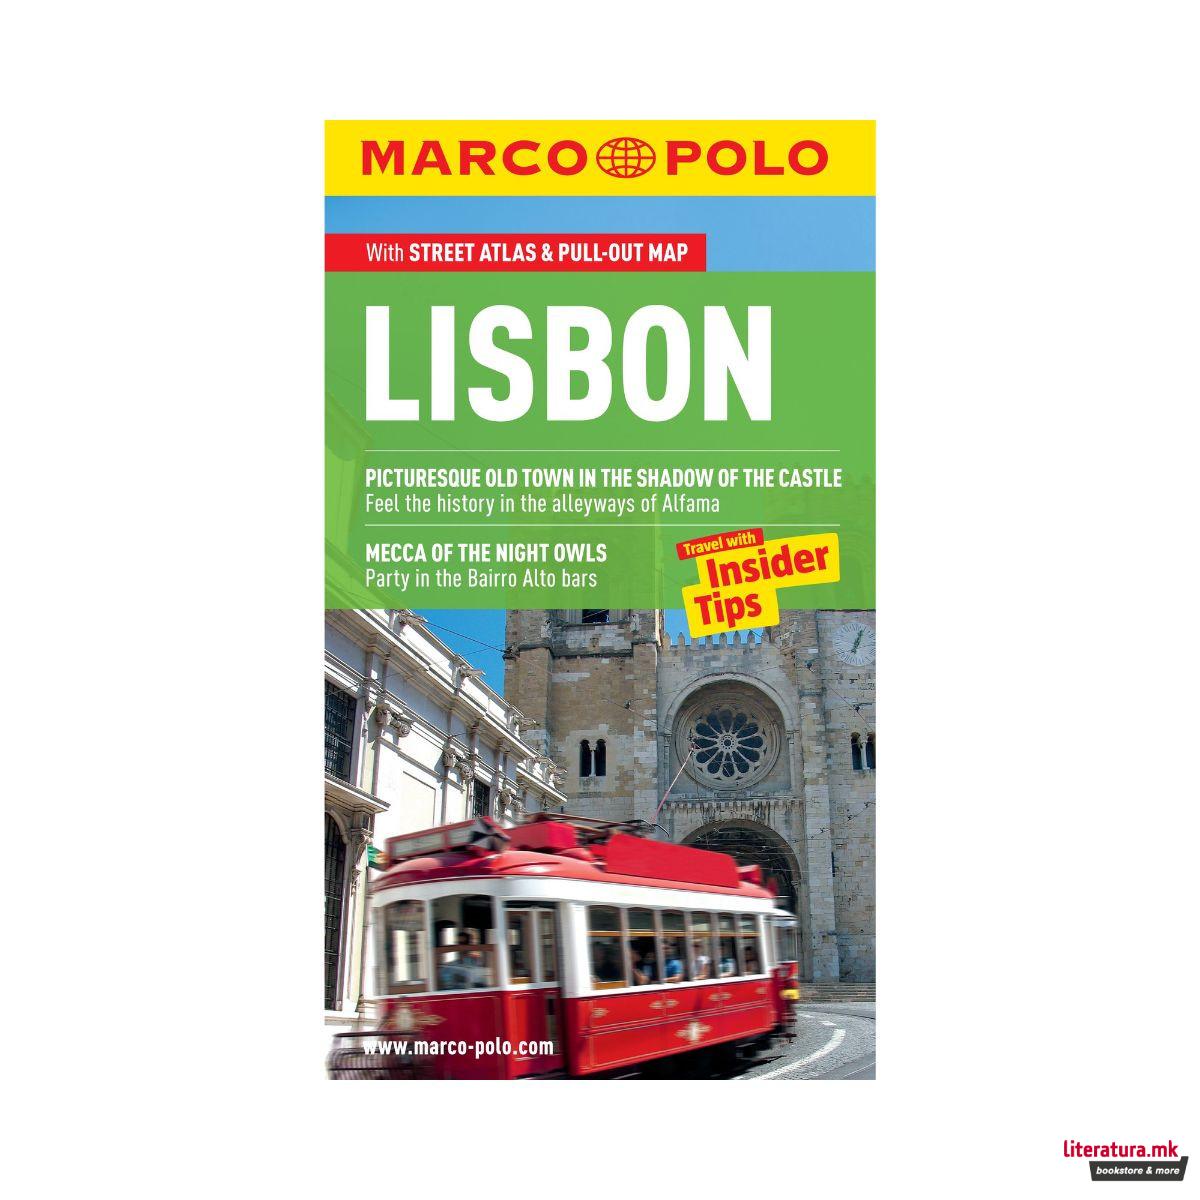 MARCO POLO
With STREET ATLAS & PULL-OUT MAP
LISBON
PICTURESQUE OLD TOWN IN THE SHADOW OF THE CASTLE
Feel the history in the alleyways of Alfama
MECCA OF THE NIGHT OWLS
Party in the Bairro Alto bars
Travel with
Insider
Tips
www.marco-polo.com
literatura.mk
bookstore & more